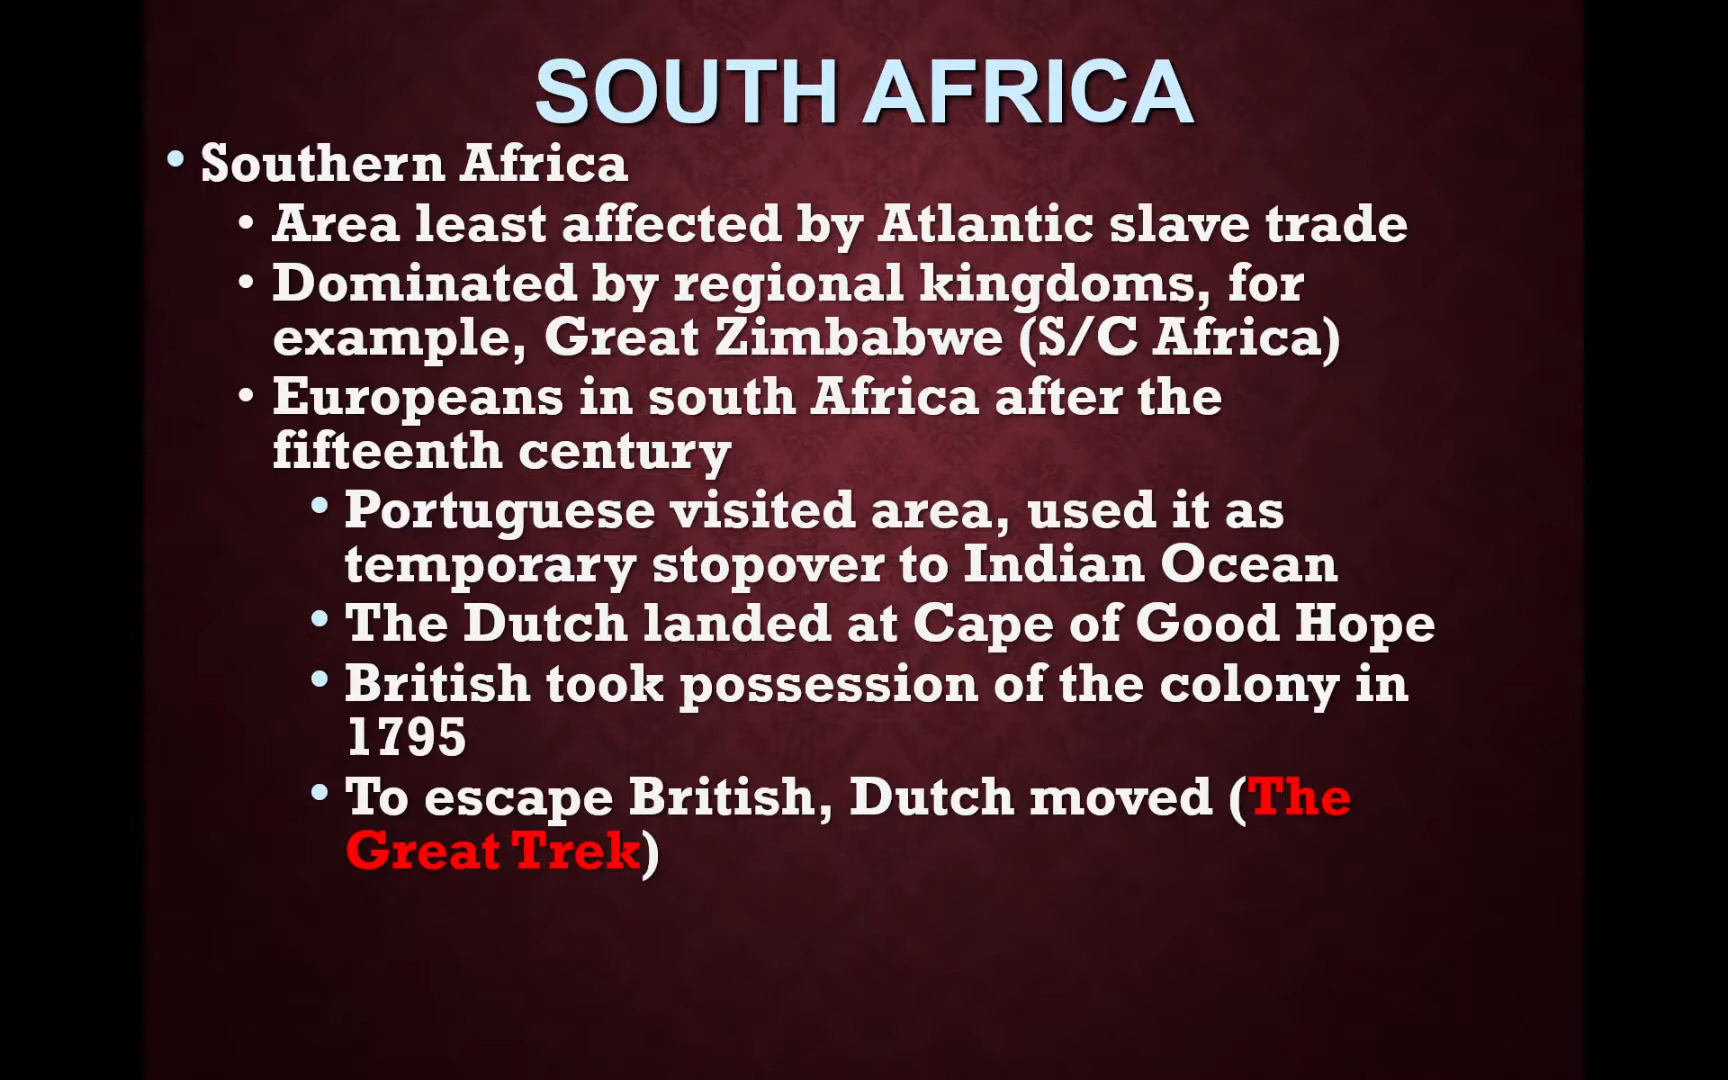 SOUTH AFRICA
• Southern Africa
• Area least affected by Atlantic slave trade
• Dominated by regional kingdoms, for
example, Great Zimbabwe (S/C Africa)
• Europeans in south Africa after the
fifteenth century
• Portuguese visited area, used it as
temporary stopover to Indian Ocean
• The Dutch landed at Cape of Good Hope
• British took possession of the colony in
1795
• To escape British, Dutch moved (The
Great Trek)